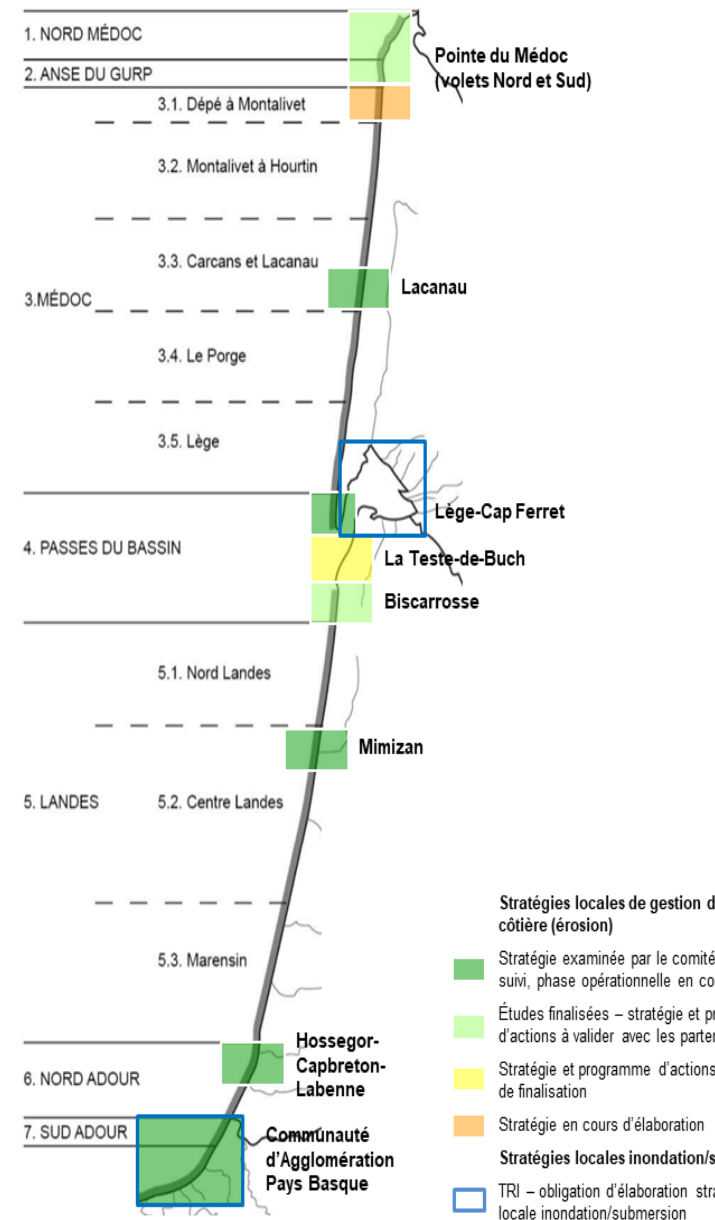 1. NORD MÉDOC
2. ANSE DU GURP
Pointe du Médoc
(volets Nord et Sud)
3.1. Dépé à Montalivet
3.2. Montalivet à Hourtin
3.3. Carcans et Lacanau
Lacanau
3.MÉDOC
3.4. Le Porge
3.5. Lège
Lège-Cap Ferret
4. PASSES DU BASSIN
La Teste-de-Buch
Biscarrosse
5.1. Nord Landes
Mimizan
5. LANDES
5.2. Centre Landes
5.3. Marensin
Hossegor-
Capbreton-
Labenne
6. NORD ADOUR
7. SUD ADOUR
Communauté
d'Agglomération
Pays Basque
Stratégies locales de gestion d
côtière (érosion)
Stratégie examinée par le comité
suivi, phase opérationnelle en co
Études finalisées – stratégie et pr
d'actions à valider avec les parter
Stratégie et programme d'actions
de finalisation
Stratégie en cours d'élaboration
Stratégies locales inondation/s
TRI – obligation d'élaboration stra
locale inondation/submersion